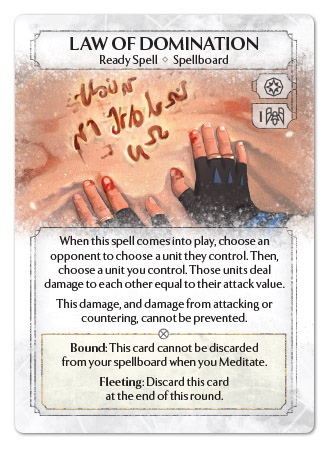 LAW OF DOMINATION
Ready Spell ⬦ Spellboard
1
When this spell comes into play, choose an
opponent to choose a unit they control. Then,
choose a unit you control. Those units deal
damage to each other equal to their attack value.
This damage, and damage from attacking or
countering, cannot be prevented.
Bound: This card cannot be discarded
from your spellboard when you Meditate.
Fleeting: Discard this card
at the end of this round.